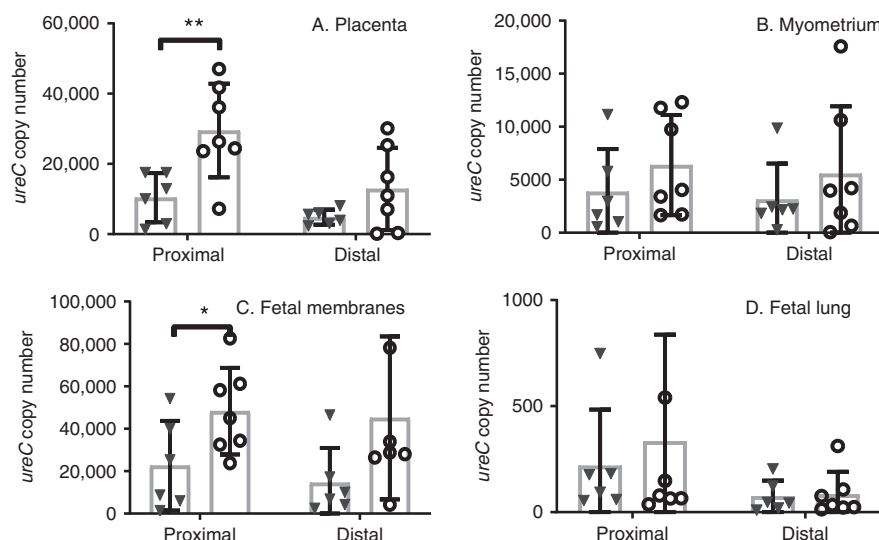 A. Placenta
**
60,000
40,000
20,000
0
ureC copy number
Proximal
Distal
B. Myometrium
20,000
15,000
10,000
5000
0
ureC copy number
Proximal
Distal
C. Fetal membranes
*
100,000
80,000
60,000
40,000
20,000
0
ureC copy number
Proximal
Distal
D. Fetal lung
1000
500
0
ureC copy number
Proximal
Distal